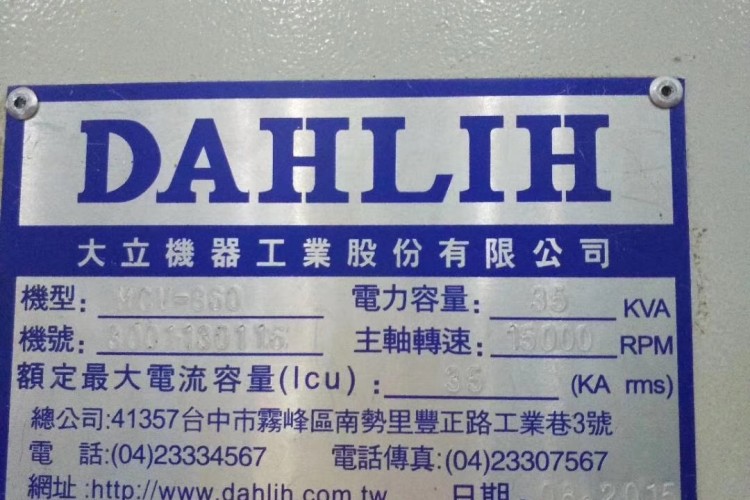 DAHLIH
大立機器工業股份有限公司
機型: MCV-860 電力容量: 35 KVA
機號: 主軸轉速: 15000 RPM
額定最大電流容量(Icu) : 35 (KA rms)
總公司:41357台中市霧峰區南勢里豐正路工業巷3號
電 話:(04)23334567 電話傳真:(04)23307567
網址:http://www.dahlih.com.tw 日期: 2015